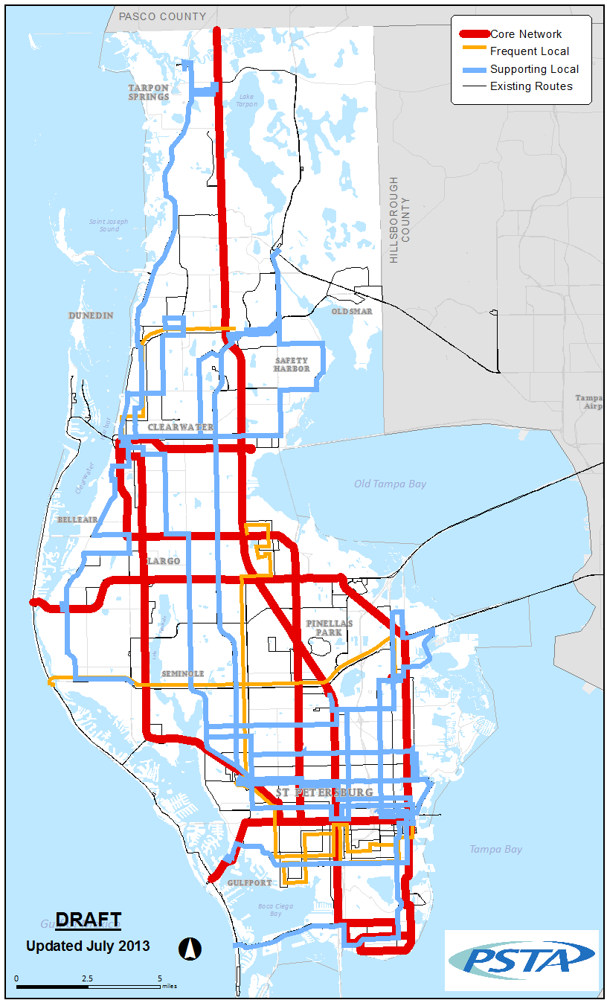 PASCO COUNTY
Core Network
Frequent Local
Supporting Local
Existing Routes
TARPON
SPRINGS
Lake
Tarpon
HILLSBOROUGH
COUNTY
Saint Joseph
Sound
DUNEDIN
OLDSMAR
SAFETY
HARBOR
Tampa
Airp
CLEARWATER
Clearwater
Harbor
Old Tampa Bay
BELLEAIR
LARGO
PINELLAS
PARK
SEMINOLE
ST PETERSBURG
Tampa Bay
GULFPORT
Boca Ciega
Bay
DRAFT
Updated July 2013
0 2.5 5
miles
PSTA